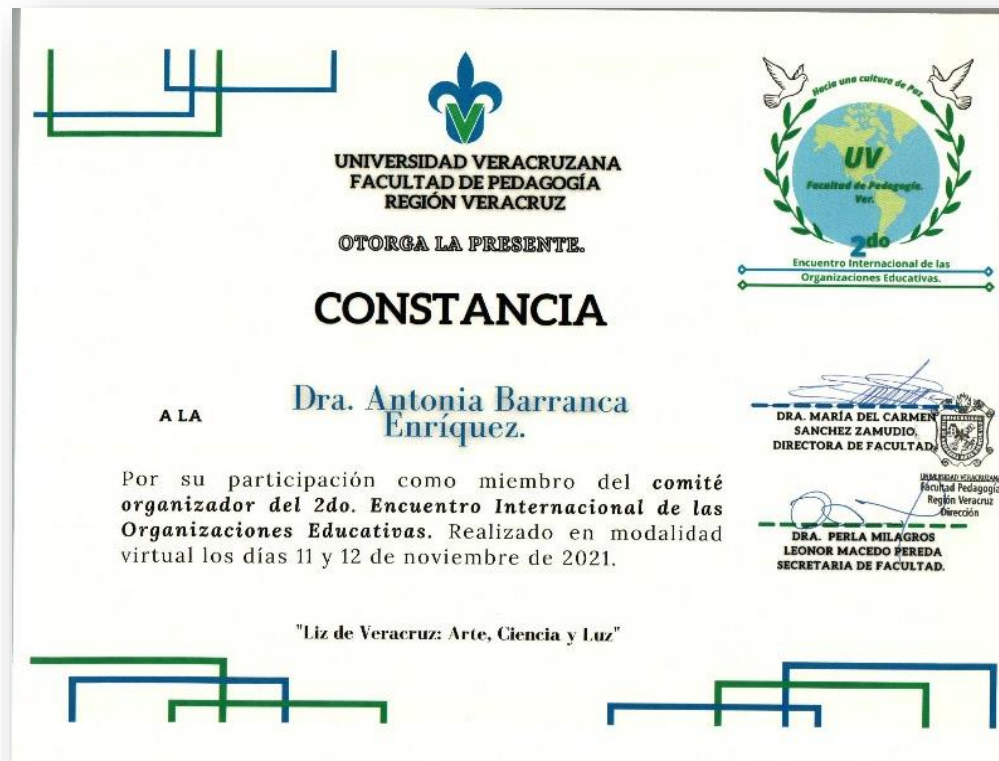 UNIVERSIDAD VERACRUZANA
FACULTAD DE PEDAGOGÍA
REGIÓN VERACRUZ
OTORGA LA PRESENTE.
CONSTANCIA
A LA
Dra. Antonia Barranca
Enríquez.
Por su participación como miembro del comité
organizador del 2do. Encuentro Internacional de las
Organizaciones Educativas. Realizado en modalidad
virtual los días 11 y 12 de noviembre de 2021.
"Liz de Veracruz: Arte, Ciencia y Luz"
Hacia una cultura de Paz
UV
Facultad de Pedagogía.
Ver.
2do
Encuentro Internacional de las
Organizaciones Educativas.
DRA. MARÍA DEL CARMEN
SANCHEZ ZAMUDIO.
DIRECTORA DE FACULTAD.
UNIVERSIDAD VERACRUZANA
Facultad Pedagogía
Región Veracruz
Dirección
DRA. PERLA MILAGROS
LEONOR MACEDO PEREDA
SECRETARIA DE FACULTAD.